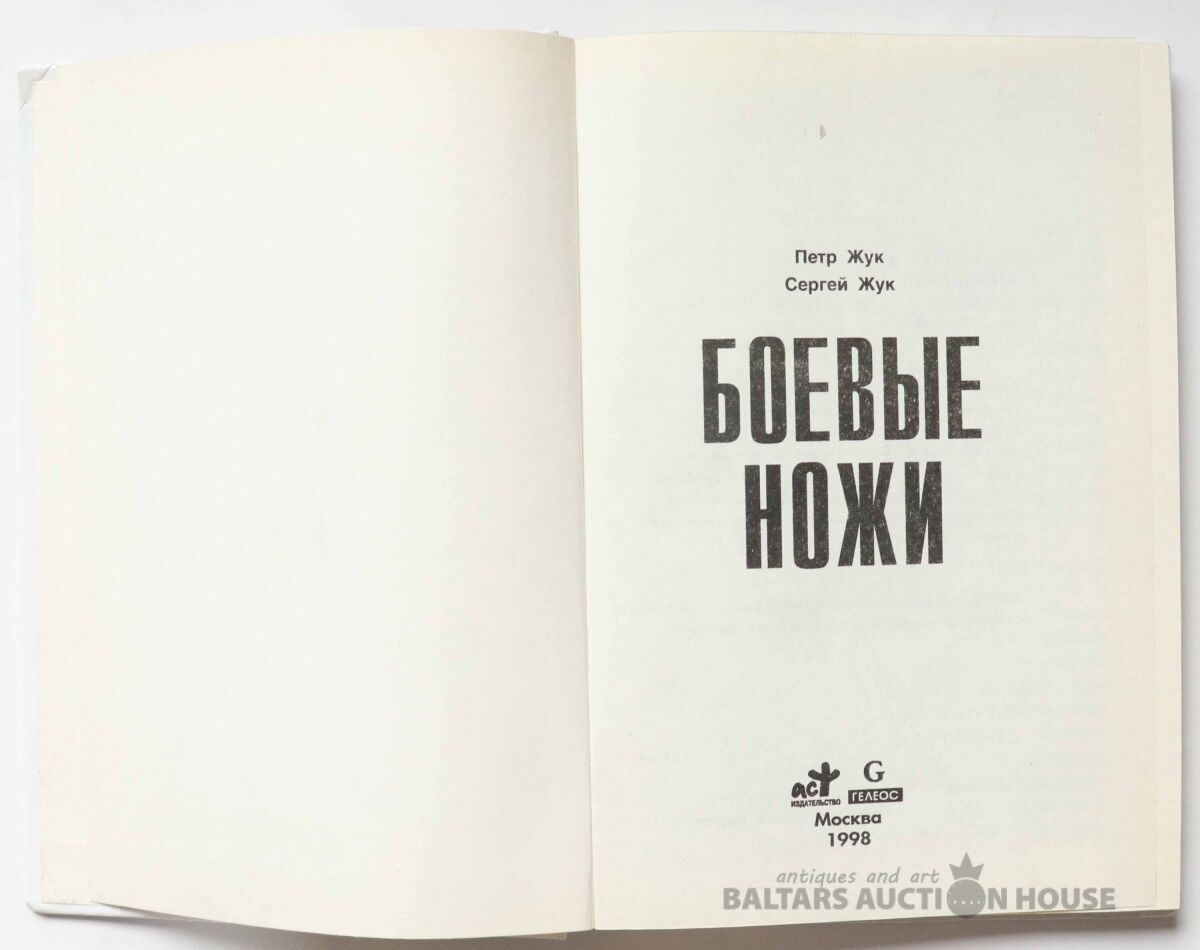 Петр Жук
Сергей Жук
БОЕВЫЕ
НОЖИ
аст
ИЗДАТЕЛЬСТВО
G
ГЕЛЕОС
Москва
1998
antiques and art
BALTARS AUCTION HOUSE